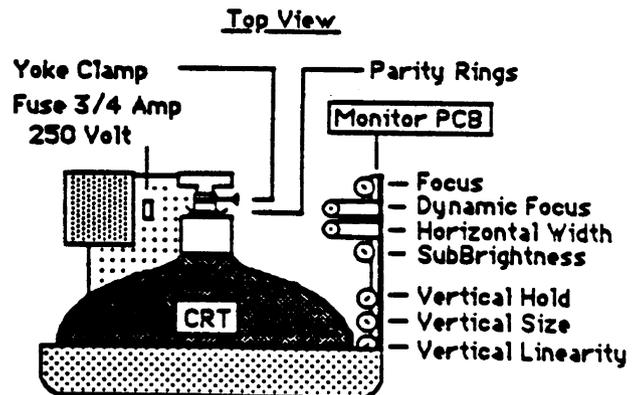 Top View
Yoke Clamp
Parity Rings
Fuse 3/4 Amp
250 Volt
Monitor PCB
Focus
Dynamic Focus
Horizontal Width
SubBrightness
CRT
Vertical Hold
Vertical Size
Vertical Linearity